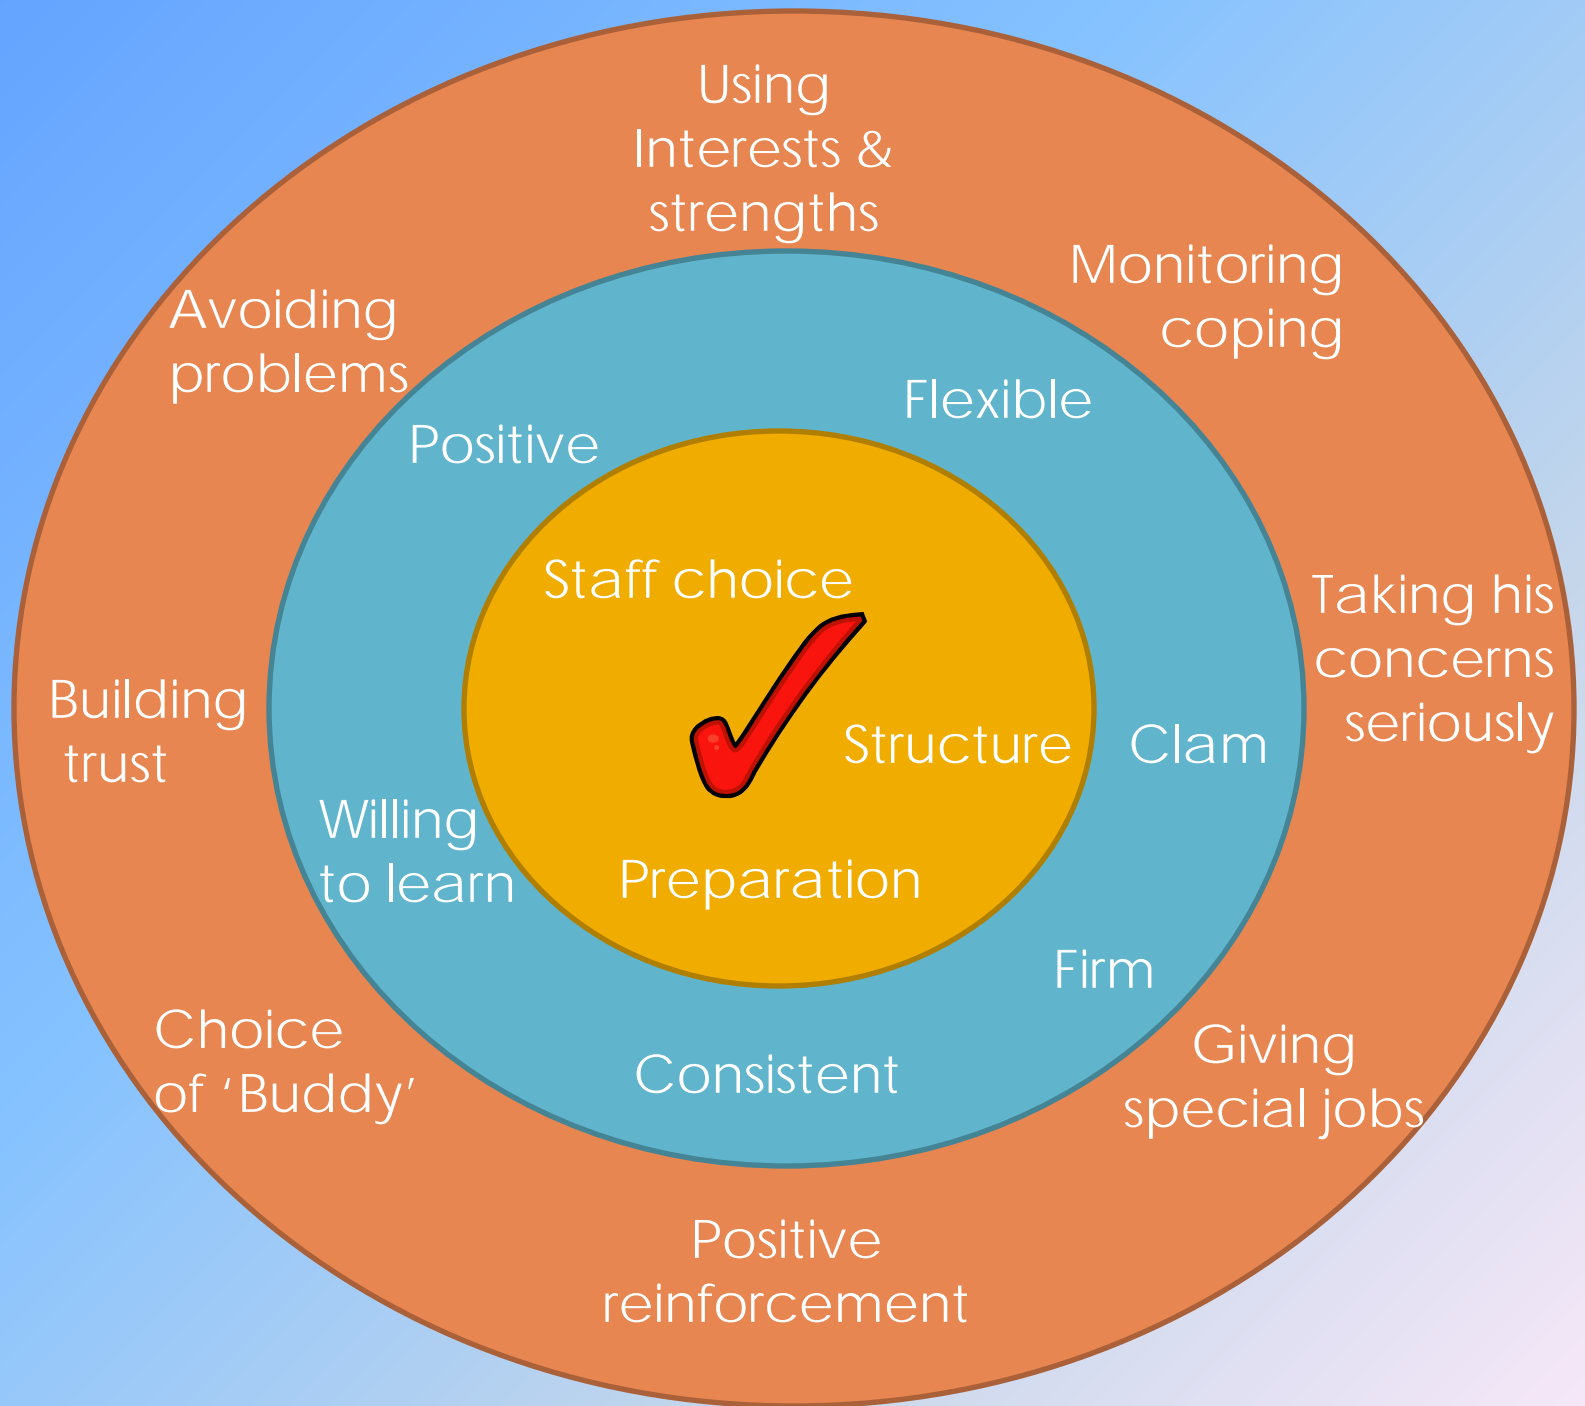 Using
Interests &
strengths
Monitoring
coping
Avoiding
problems
Flexible
Positive
Staff choice
Taking his
concerns
seriously
Building
trust
Structure
Clam
Willing
to learn
Preparation
Firm
Choice
of ‘Buddy’
Giving
special jobs
Consistent
Positive
reinforcement